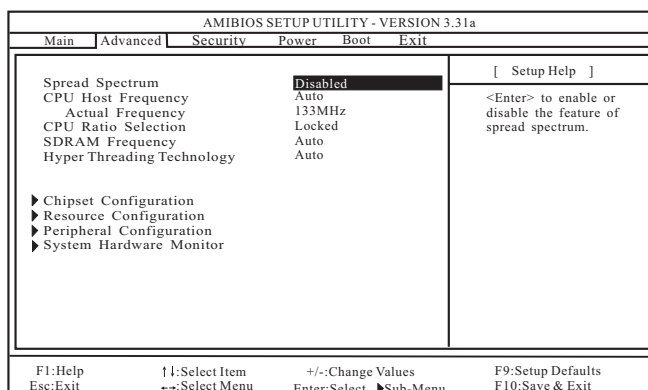 AMIBIOS SETUP UTILITY - VERSION 3.31a
Main Advanced Security Power Boot Exit
[ Setup Help ]
Spread Spectrum Disabled
CPU Host Frequency Auto
Actual Frequency 133MHz
CPU Ratio Selection Locked
SDRAM Frequency Auto
Hyper Threading Technology Auto
<Enter> to enable or
disable the feature of
spread spectrum.
Chipset Configuration
Resource Configuration
Peripheral Configuration
System Hardware Monitor
F1:Help ↑↓:Select Item +/-:Change Values F9:Setup Defaults
Esc:Exit ←→:Select Menu Enter:Select ▶Sub-Menu F10:Save & Exit